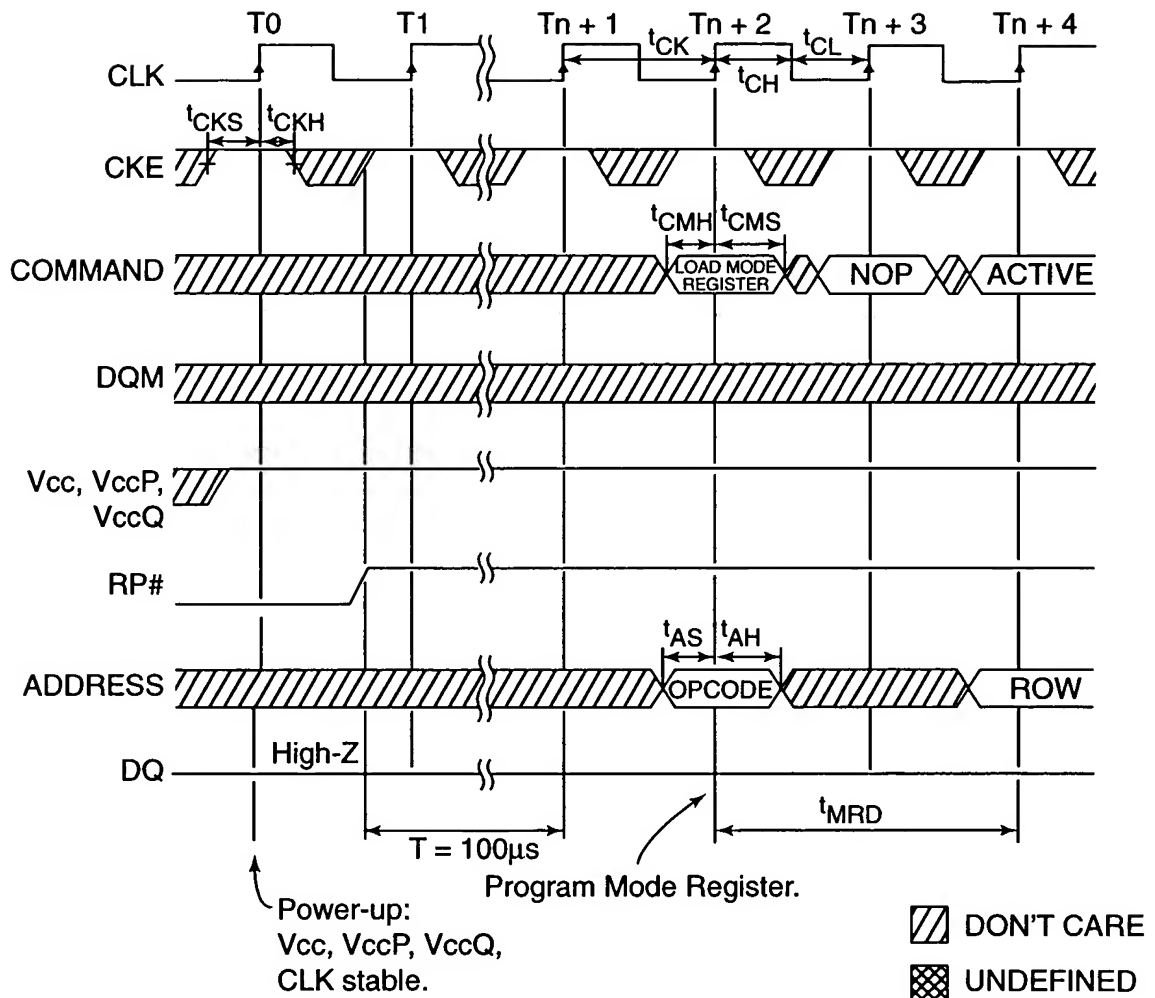 T0 T1 Tn + 1 Tn + 2 Tn + 3 Tn + 4
tCK tCL
CLK
tCH
tCKS tCKH
CKE
tCMH tCMS
COMMAND LOAD MODE REGISTER NOP ACTIVE
DQM
Vcc, VccP,
VccQ
RP#
tAS tAH
ADDRESS OPCODE ROW
High-Z
DQ
tMRD
T = 100µs
Program Mode Register.
Power-up:
Vcc, VccP, VccQ,
CLK stable.
DON'T CARE
UNDEFINED